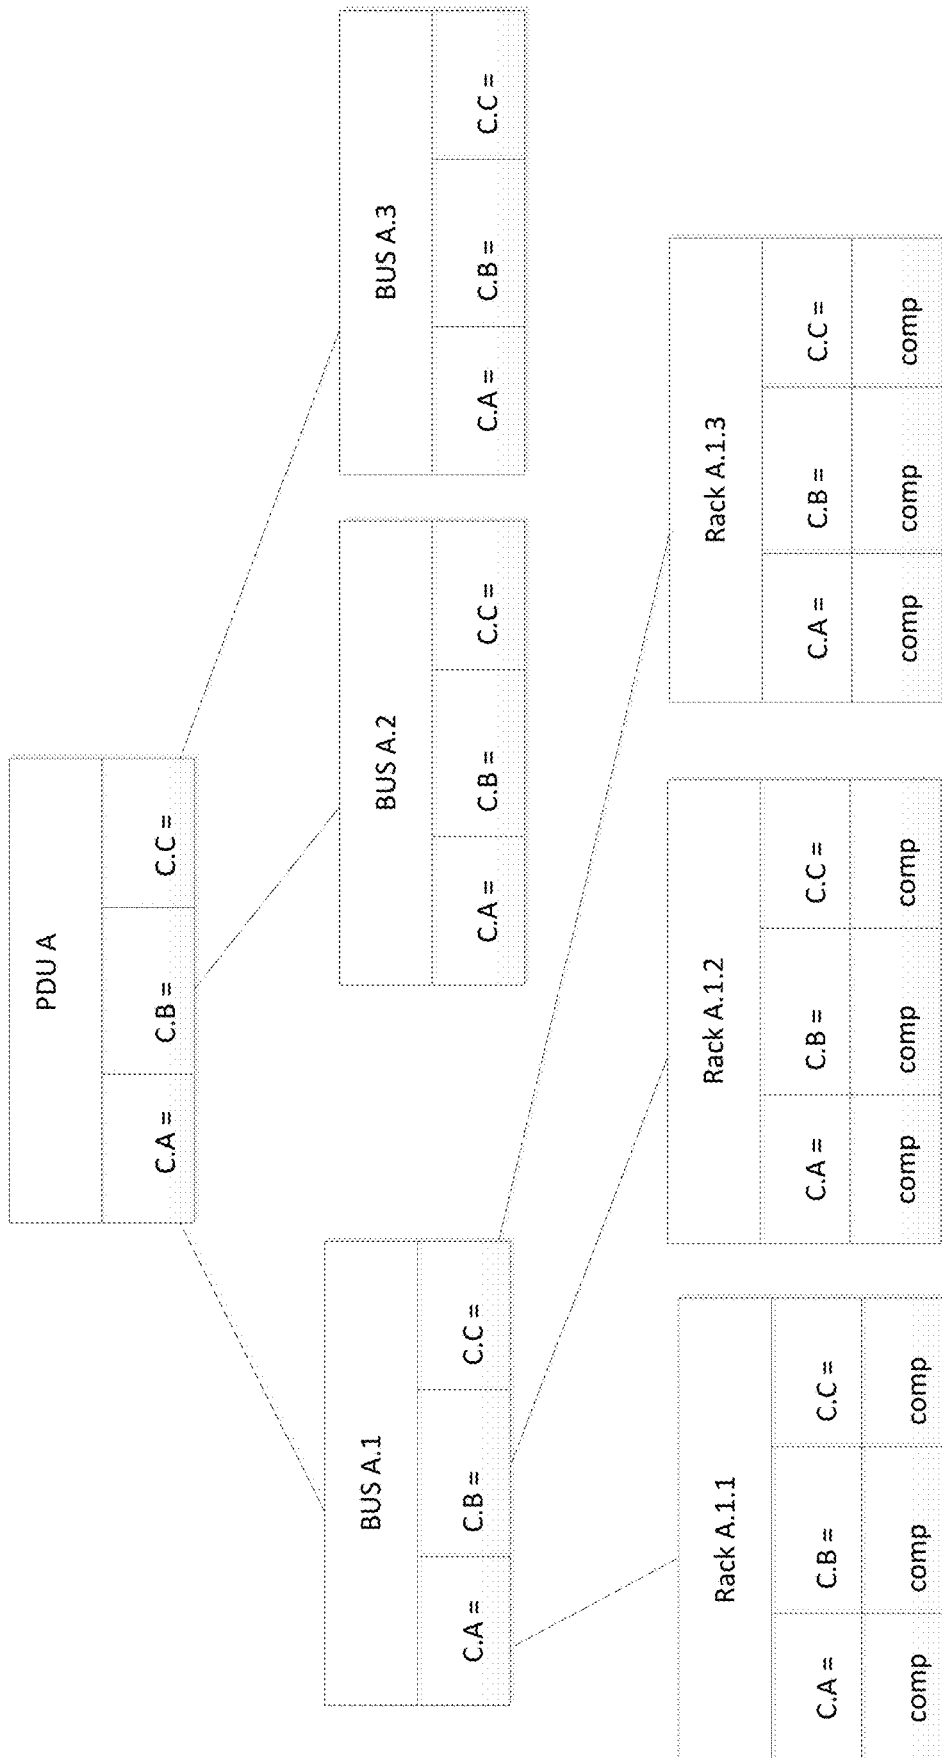 PDU A
C.A = C.B = C.C =
BUS A.1
C.A = C.B = C.C =
BUS A.2
C.A = C.B = C.C =
BUS A.3
C.A = C.B = C.C =
Rack A.1.1
C.A = C.B = C.C =
comp comp comp
Rack A.1.2
C.A = C.B = C.C =
comp comp comp
Rack A.1.3
C.A = C.B = C.C =
comp comp comp